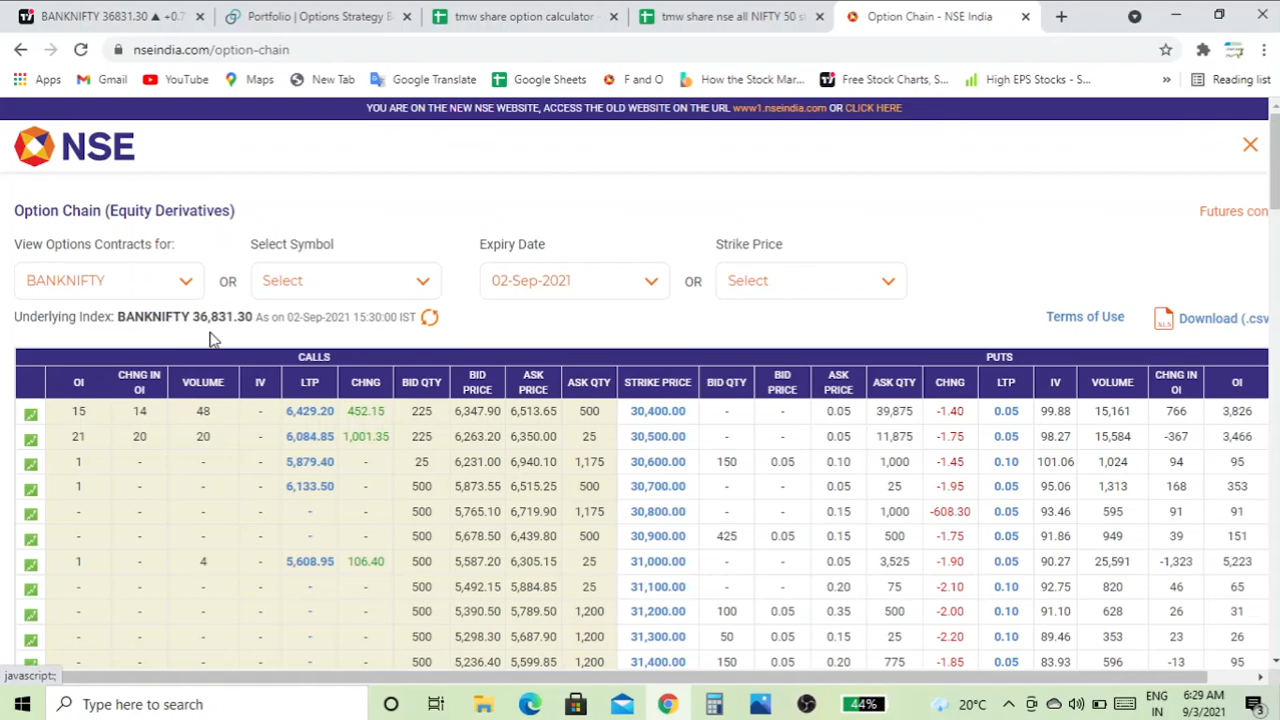 BANKNIFTY 36831.30 ▲ +0.7
Portfolio | Options Strategy B
tmw share option calculator -
tmw share nse all NIFTY 50 st
Option Chain - NSE India
nseindia.com/option-chain
Apps
Gmail
YouTube
Maps
New Tab
Google Translate
Google Sheets
F and O
How the Stock Mar...
Free Stock Charts, S...
High EPS Stocks - S...
»
Reading list
YOU ARE ON THE NEW NSE WEBSITE, ACCESS THE OLD WEBSITE ON THE URL www1.nseindia.com OR CLICK HERE
NSE
Option Chain (Equity Derivatives)
Futures con
View Options Contracts for:
Select Symbol
Expiry Date
Strike Price
BANKNIFTY
OR
Select
02-Sep-2021
OR
Select
Underlying Index: BANKNIFTY 36,831.30 As on 02-Sep-2021 15:30:00 IST
Terms of Use
XLS
Download (.csv
CALLS PUTS
OI CHNG IN OI VOLUME IV LTP CHNG BID QTY BID PRICE ASK PRICE ASK QTY STRIKE PRICE BID QTY BID PRICE ASK PRICE ASK QTY CHNG LTP IV VOLUME CHNG IN OI OI
15 14 48 - 6,429.20 452.15 225 6,347.90 6,513.65 500 30,400.00 - - 0.05 39,875 -1.40 0.05 99.88 15,161 766 3,826
21 20 20 - 6,084.85 1,001.35 225 6,263.20 6,350.00 25 30,500.00 - - 0.05 11,875 -1.75 0.05 98.27 15,584 -367 3,466
1 - - - 5,879.40 - 25 6,231.00 6,940.10 1,175 30,600.00 150 0.05 0.10 1,000 -1.45 0.10 101.06 1,024 94 95
1 - - - 6,133.50 - 500 5,873.55 6,515.25 500 30,700.00 - - 0.05 25 -1.95 0.05 95.06 1,313 168 353
- - - - - - 500 5,765.10 6,719.90 1,175 30,800.00 - - 0.15 1,000 -608.30 0.05 93.46 595 91 91
- - - - - - 500 5,678.50 6,439.80 500 30,900.00 425 0.05 0.15 500 -1.75 0.05 91.86 949 39 151
1 - 4 - 5,608.95 106.40 500 5,587.20 6,305.15 25 31,000.00 - - 0.05 3,525 -1.90 0.05 90.27 25,591 -1,323 5,223
- - - - - - 500 5,492.15 5,884.85 25 31,100.00 - - 0.20 75 -2.10 0.10 92.75 820 46 65
- - - - - - 500 5,390.50 5,789.50 1,200 31,200.00 100 0.05 0.35 500 -2.00 0.10 91.10 628 26 31
- - - - - - 500 5,298.30 5,687.90 1,200 31,300.00 50 0.05 0.15 25 -2.20 0.10 89.46 353 23 26
- - - - - - 500 5,236.40 5,599.85 1,200 31,400.00 150 0.05 0.20 775 -1.85 0.05 83.93 596 -13 95
javascript:;
Type here to search
44%
20°C
ENG
IN
6:29 AM
9/3/2021
3